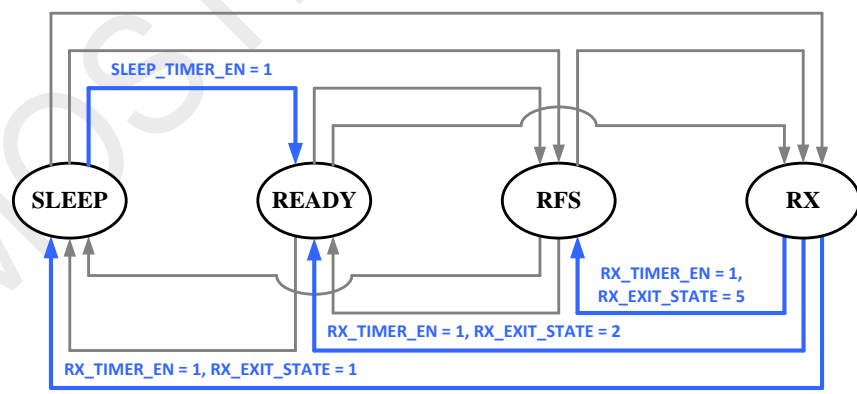 SLEEP_TIMER_EN = 1
SLEEP
READY
RFS
RX
RX_TIMER_EN = 1,
RX_EXIT_STATE = 5
RX_TIMER_EN = 1, RX_EXIT_STATE = 2
RX_TIMER_EN = 1, RX_EXIT_STATE = 1